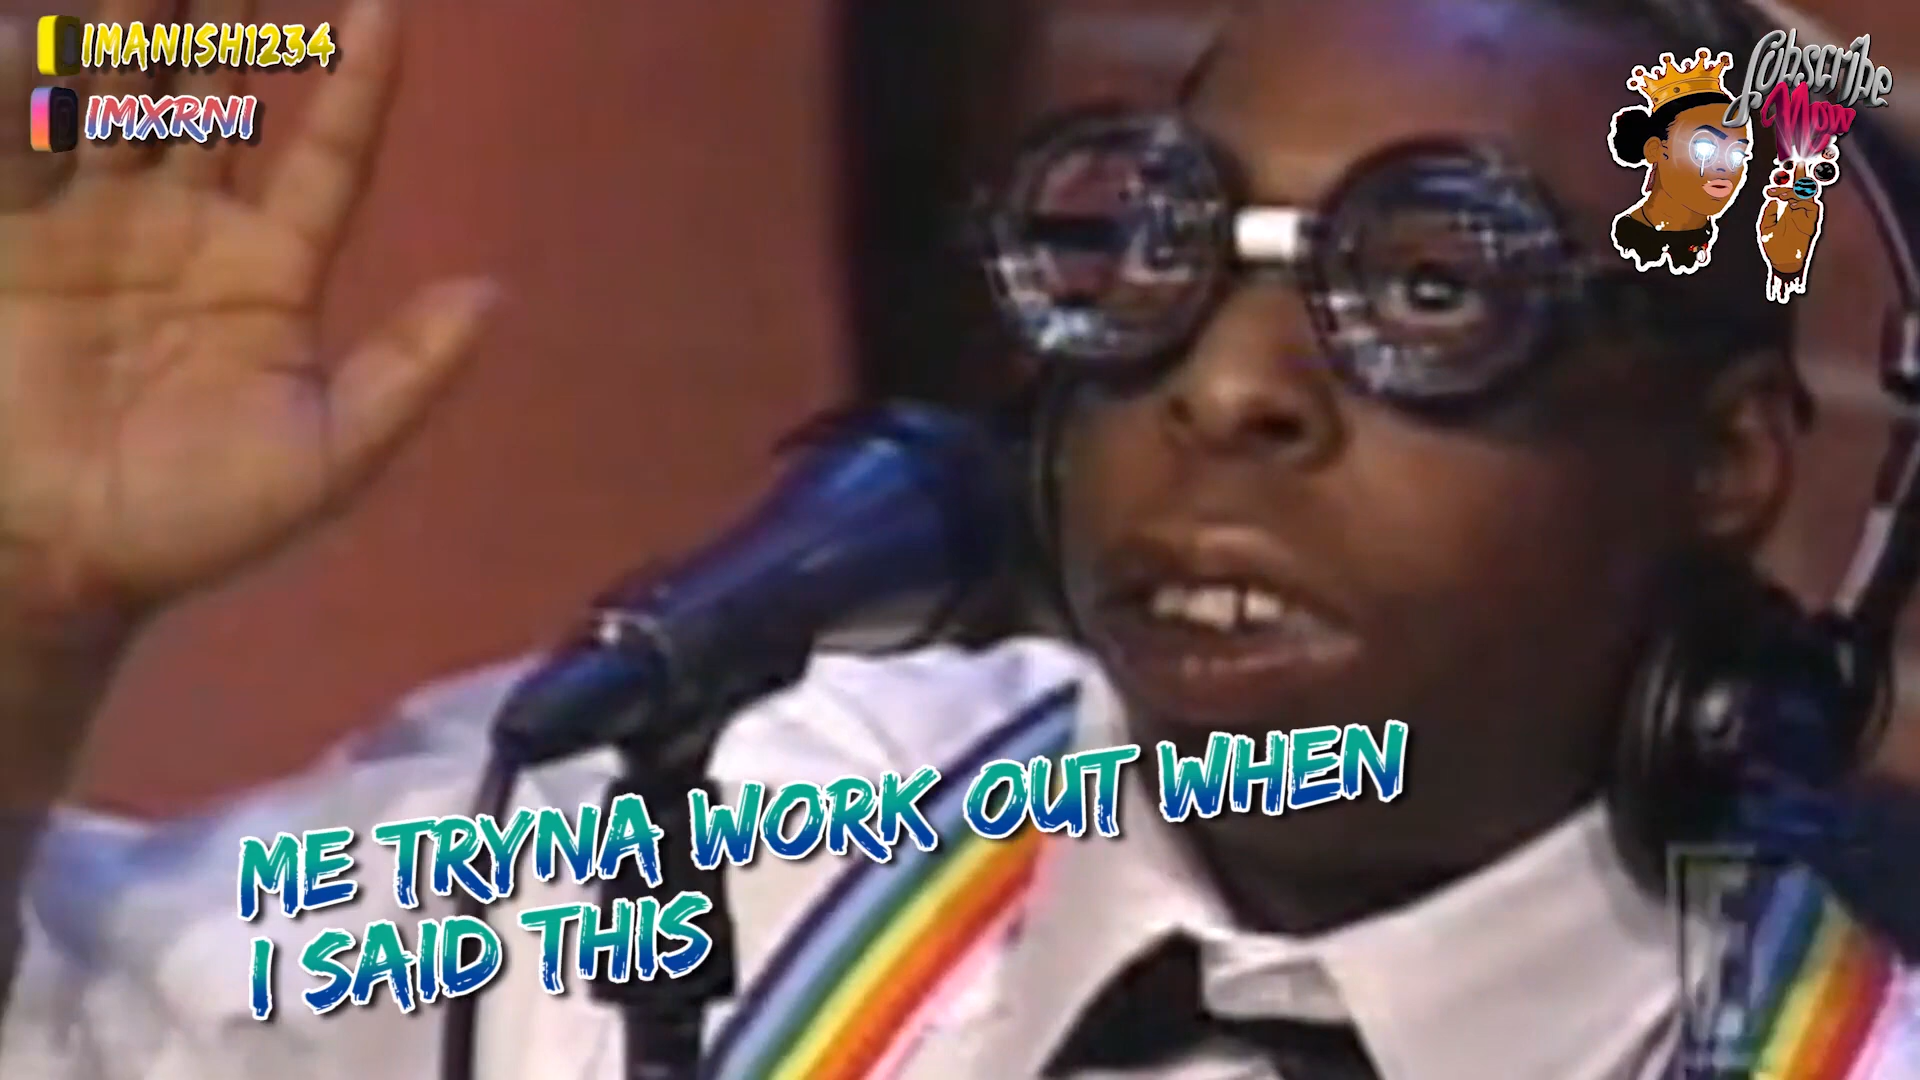 IMANISH1234
IMXRNI
Subscribe
Now
ME TRYNA WORK OUT WHEN
I SAID THIS